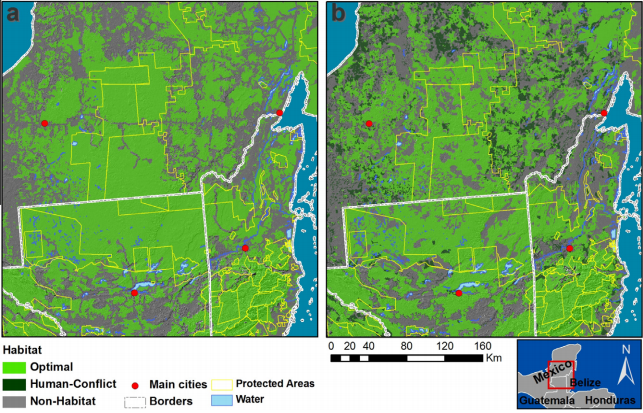 a
b
Habitat
Optimal
Human-Conflict
Non-Habitat
Main cities
Borders
Protected Areas
Water
0 20 40 80 120 160
Km
Mexico
Belize
Guatemala
Honduras
N